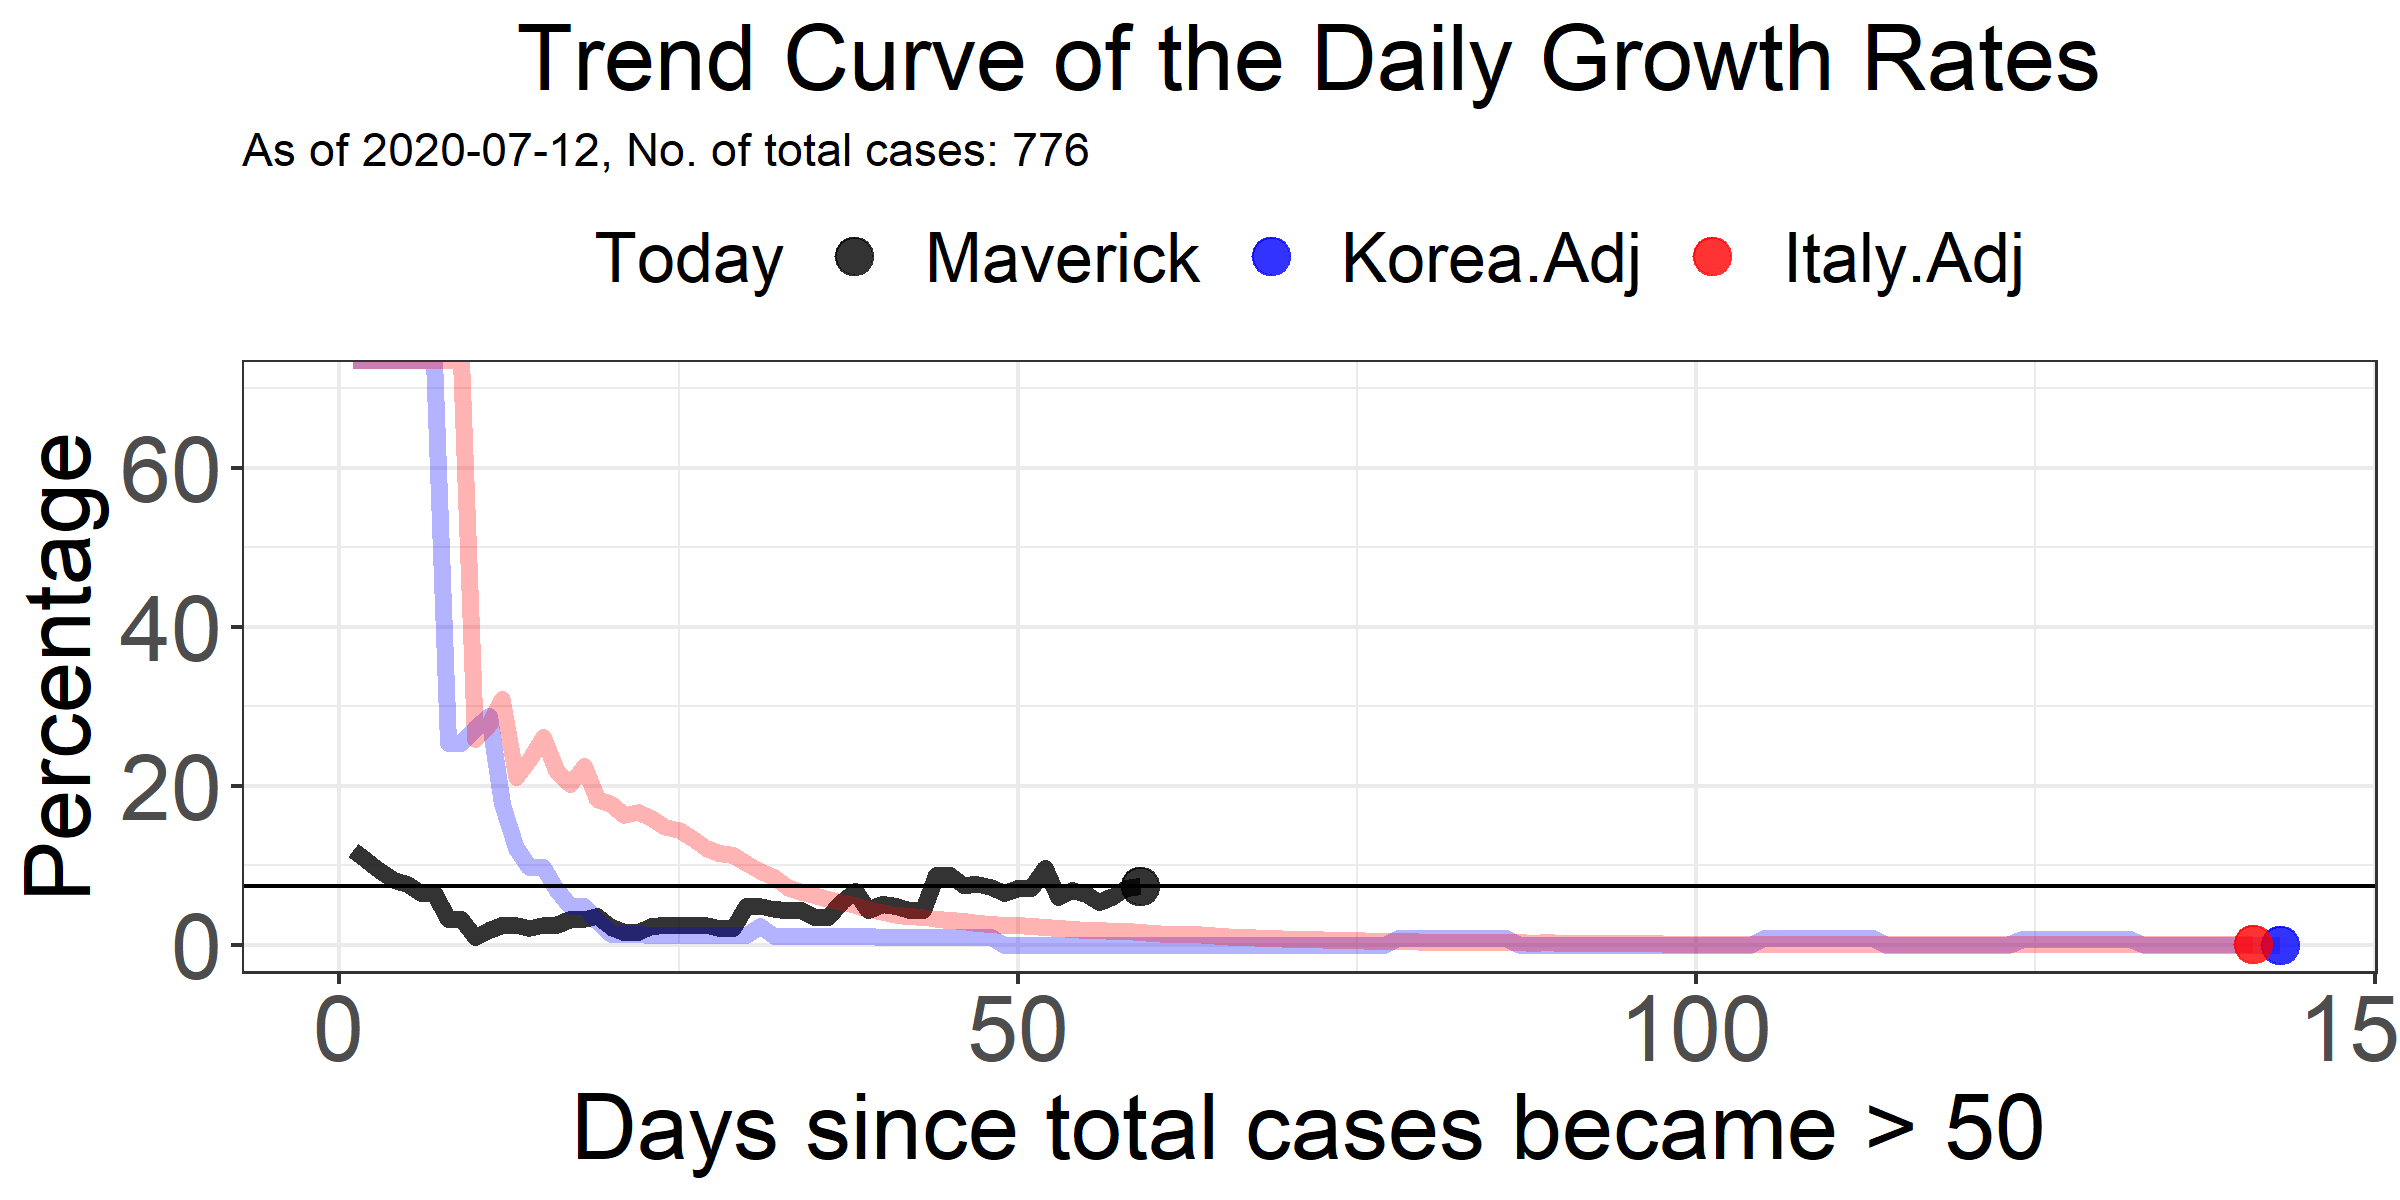 Trend Curve of the Daily Growth Rates
As of 2020-07-12, No. of total cases: 776
Today Maverick Korea.Adj Italy.Adj
Percentage
60
40
20
0
0 50 100 15
Days since total cases became > 50